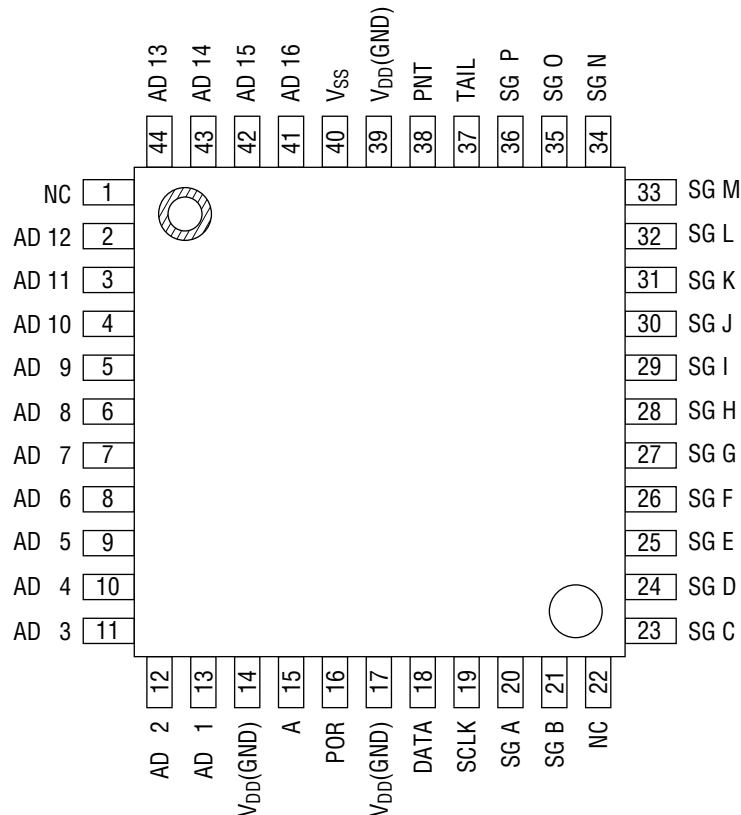 AD 13 AD 14 AD 15 AD 16 VSS VDD(GND) PNT TAIL SG P SG O SG N
44 43 42 41 40 39 38 37 36 35 34
NC 1 33 SG M
AD 12 2 32 SG L
AD 11 3 31 SG K
AD 10 4 30 SG J
AD 9 5 29 SG I
AD 8 6 28 SG H
AD 7 7 27 SG G
AD 6 8 26 SG F
AD 5 9 25 SG E
AD 4 10 24 SG D
AD 3 11 23 SG C
12 13 14 15 16 17 18 19 20 21 22
AD 2 AD 1 VDD(GND) A POR VDD(GND) DATA SCLK SG A SG B NC